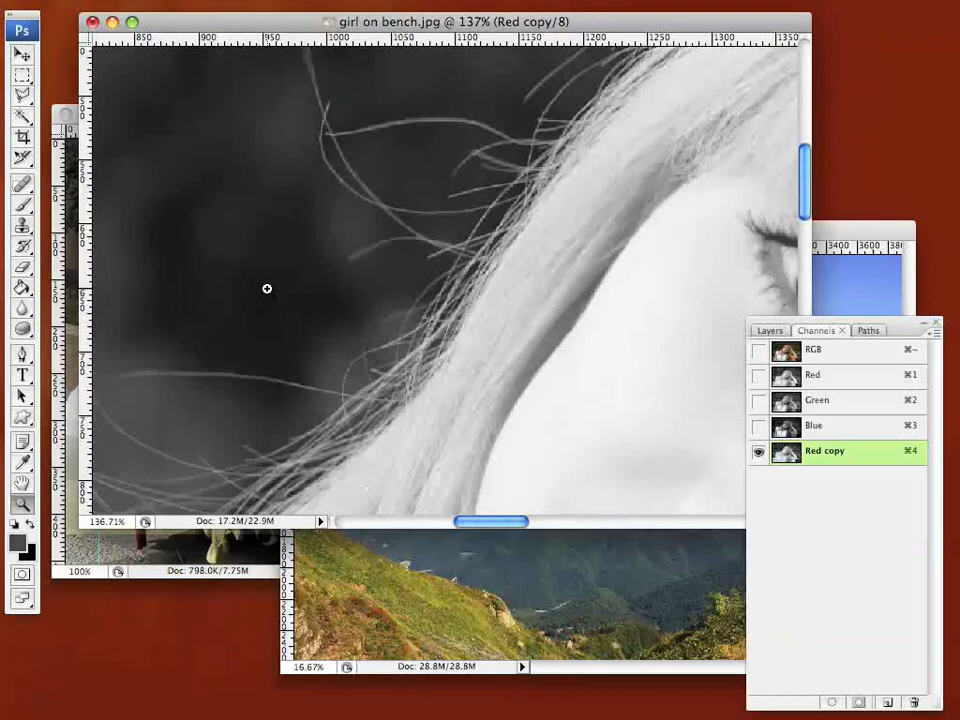 girl on bench.jpg @ 137% (Red copy/8)
Ps
850 900 950 1000 1050 1100 1150 1200 1250 1300 1350
3400 3600
Layers Channels Paths
RGB ⌘~
Red ⌘1
Green ⌘2
Blue ⌘3
Red copy ⌘4
T
136.71% Doc: 17.2M/22.9M
100% Doc: 798.0K/7.75M
16.67% Doc: 28.8M/28.8M